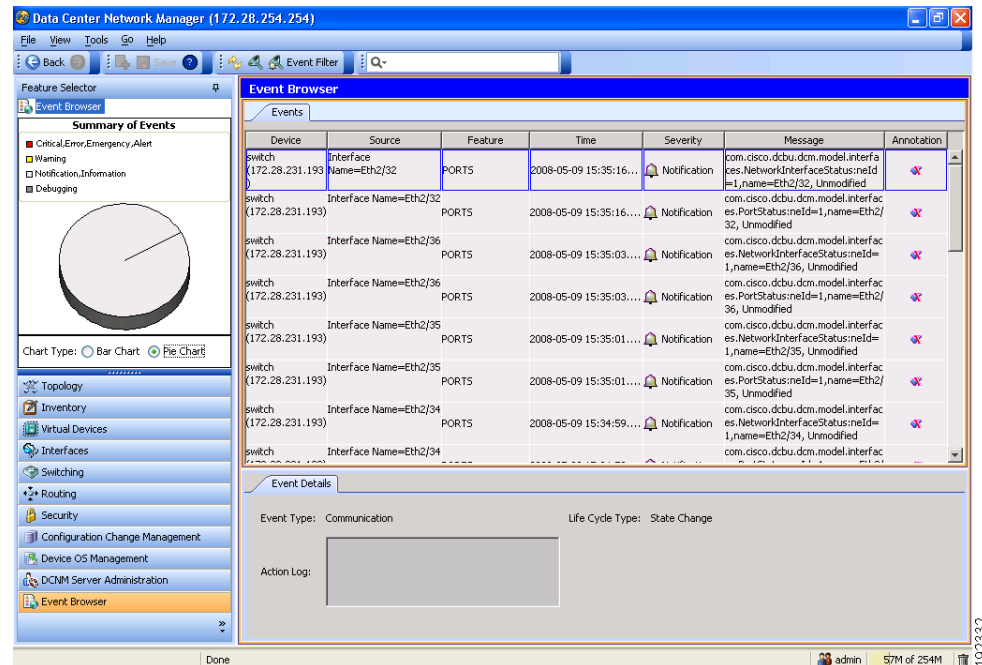 Data Center Network Manager (172.28.254.254)
File View Tools Go Help
Back Save Event Filter
Feature Selector
Event Browser
Summary of Events
Critical,Error,Emergency,Alert
Warning
Notification,Information
Debugging
Chart Type: Bar Chart Pie Chart
Topology
Inventory
Virtual Devices
Interfaces
Switching
Routing
Security
Configuration Change Management
Device OS Management
DCNM Server Administration
Event Browser
Event Browser
Events
Device Source Feature Time Severity Message Annotation
switch Interface com.cisco.dcbu.dcm.model.interfa
(172.28.231.193 Name=Eth2/32 PORTS 2008-05-09 15:35:16... Notification ces.NetworkInterfaceStatus:neId
) =1,name=Eth2/32, Unmodified
switch Interface Name=Eth2/32 com.cisco.dcbu.dcm.model.interfac
(172.28.231.193) PORTS 2008-05-09 15:35:16... Notification es.PortStatus:neId=1,name=Eth2/
32, Unmodified
switch Interface Name=Eth2/36 com.cisco.dcbu.dcm.model.interfac
(172.28.231.193) PORTS 2008-05-09 15:35:03... Notification es.NetworkInterfaceStatus:neId=
1,name=Eth2/36, Unmodified
switch Interface Name=Eth2/36 com.cisco.dcbu.dcm.model.interfac
(172.28.231.193) PORTS 2008-05-09 15:35:03... Notification es.PortStatus:neId=1,name=Eth2/
36, Unmodified
switch Interface Name=Eth2/35 com.cisco.dcbu.dcm.model.interfac
(172.28.231.193) PORTS 2008-05-09 15:35:01... Notification es.NetworkInterfaceStatus:neId=
1,name=Eth2/35, Unmodified
switch Interface Name=Eth2/35 com.cisco.dcbu.dcm.model.interfac
(172.28.231.193) PORTS 2008-05-09 15:35:01... Notification es.PortStatus:neId=1,name=Eth2/
35, Unmodified
switch Interface Name=Eth2/34 com.cisco.dcbu.dcm.model.interfac
(172.28.231.193) PORTS 2008-05-09 15:34:59... Notification es.NetworkInterfaceStatus:neId=
1,name=Eth2/34, Unmodified
switch Interface Name=Eth2/34 com.cisco.dcbu.dcm.model.interfac
Event Details
Event Type: Communication Life Cycle Type: State Change
Action Log:
Done admin 57M of 254M
192332